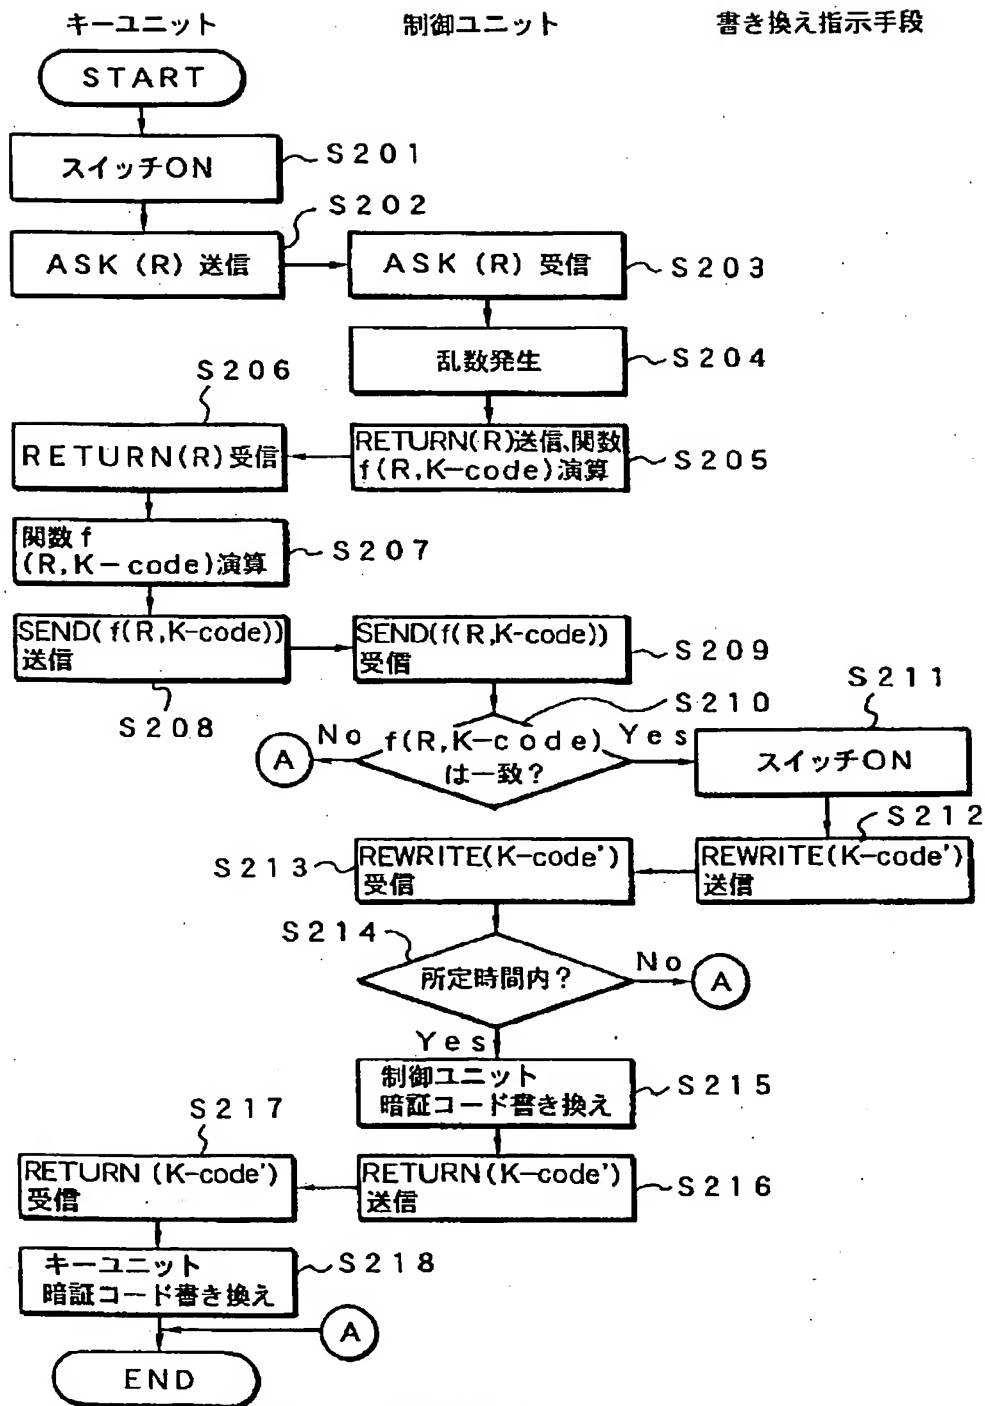 キーユニット
制御ユニット
書き換え指示手段
START
スイッチON
S201
S202
ASK (R) 送信
ASK (R) 受信
S203
乱数発生
S204
S206
RETURN(R)受信
RETURN(R)送信、関数
f(R,K-code)演算
S205
関数f
(R,K-code)演算
S207
SEND(f(R,K-code))
送信
S208
SEND(f(R,K-code))
受信
S209
S210
S211
A
No
f(R,K-code)
は一致?
Yes
スイッチON
S212
S213
REWRITE(K-code')
受信
REWRITE(K-code')
送信
S214
所定時間内?
No
A
Yes
制御ユニット
暗証コード書き換え
S215
S217
RETURN (K-code')
受信
RETURN(K-code')
送信
S216
キーユニット
暗証コード書き換え
S218
A
END